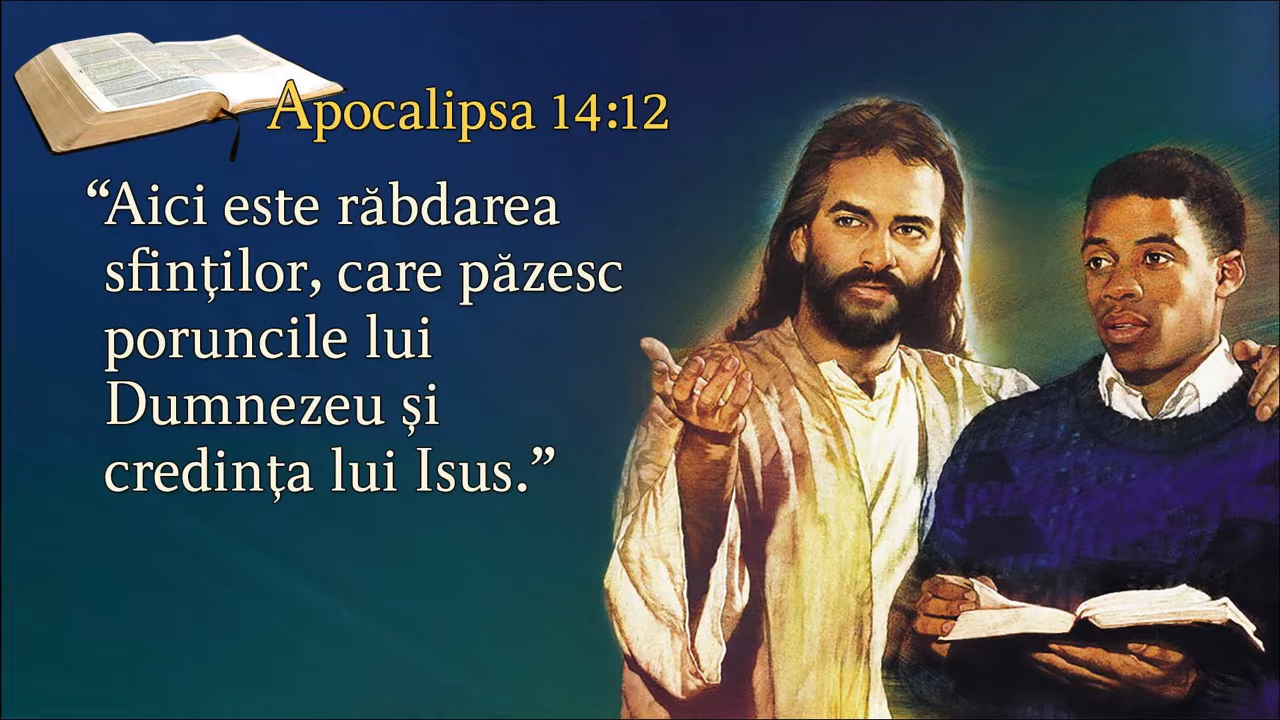 Apocalipsa 14:12
“Aici este răbdarea
sfinților, care păzesc
poruncile lui
Dumnezeu și
credința lui Isus.”